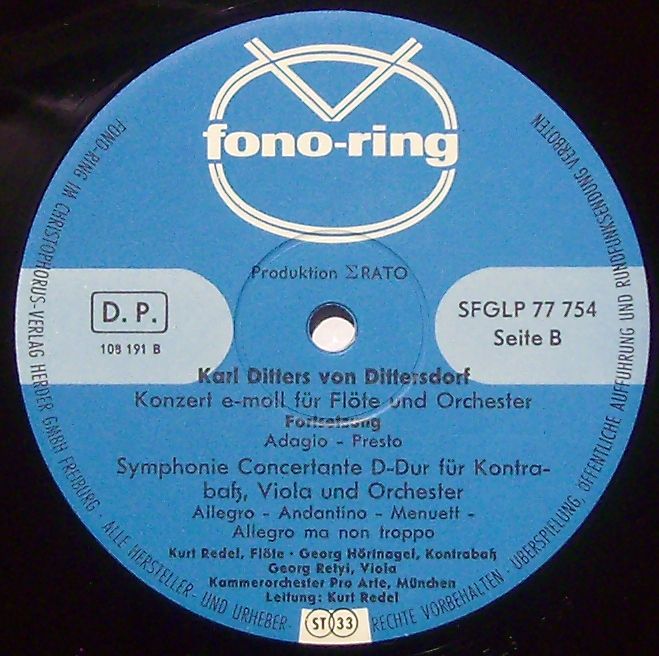 fono-ring
Produktion ΣRATO
D. P.
108 191 B
SFGLP 77 754
Seite B
Karl Ditters von Dittersdorf
Konzert e-moll für Flöte und Orchester
Fortsetzung
Adagio - Presto
Symphonie Concertante D-Dur für Kontra-
baß, Viola und Orchester
Allegro - Andantino - Menuett -
Allegro ma non troppo
Kurt Redel, Flöte · Georg Hörtnagel, Kontrabaß
Georg Retyi, Viola
Kammerorchester Pro Arte, München
Leitung: Kurt Redel
ST 33
FONO-RING IM CHRISTOPHORUS-VERLAG HERDER GMBH FREIBURG · ALLE HERSTELLER- UND URHEBER- RECHTE VORBEHALTEN · ÜBERSPIELUNG, ÖFFENTLICHE AUFFÜHRUNG UND RUNDFUNKSENDUNG VERBOTEN